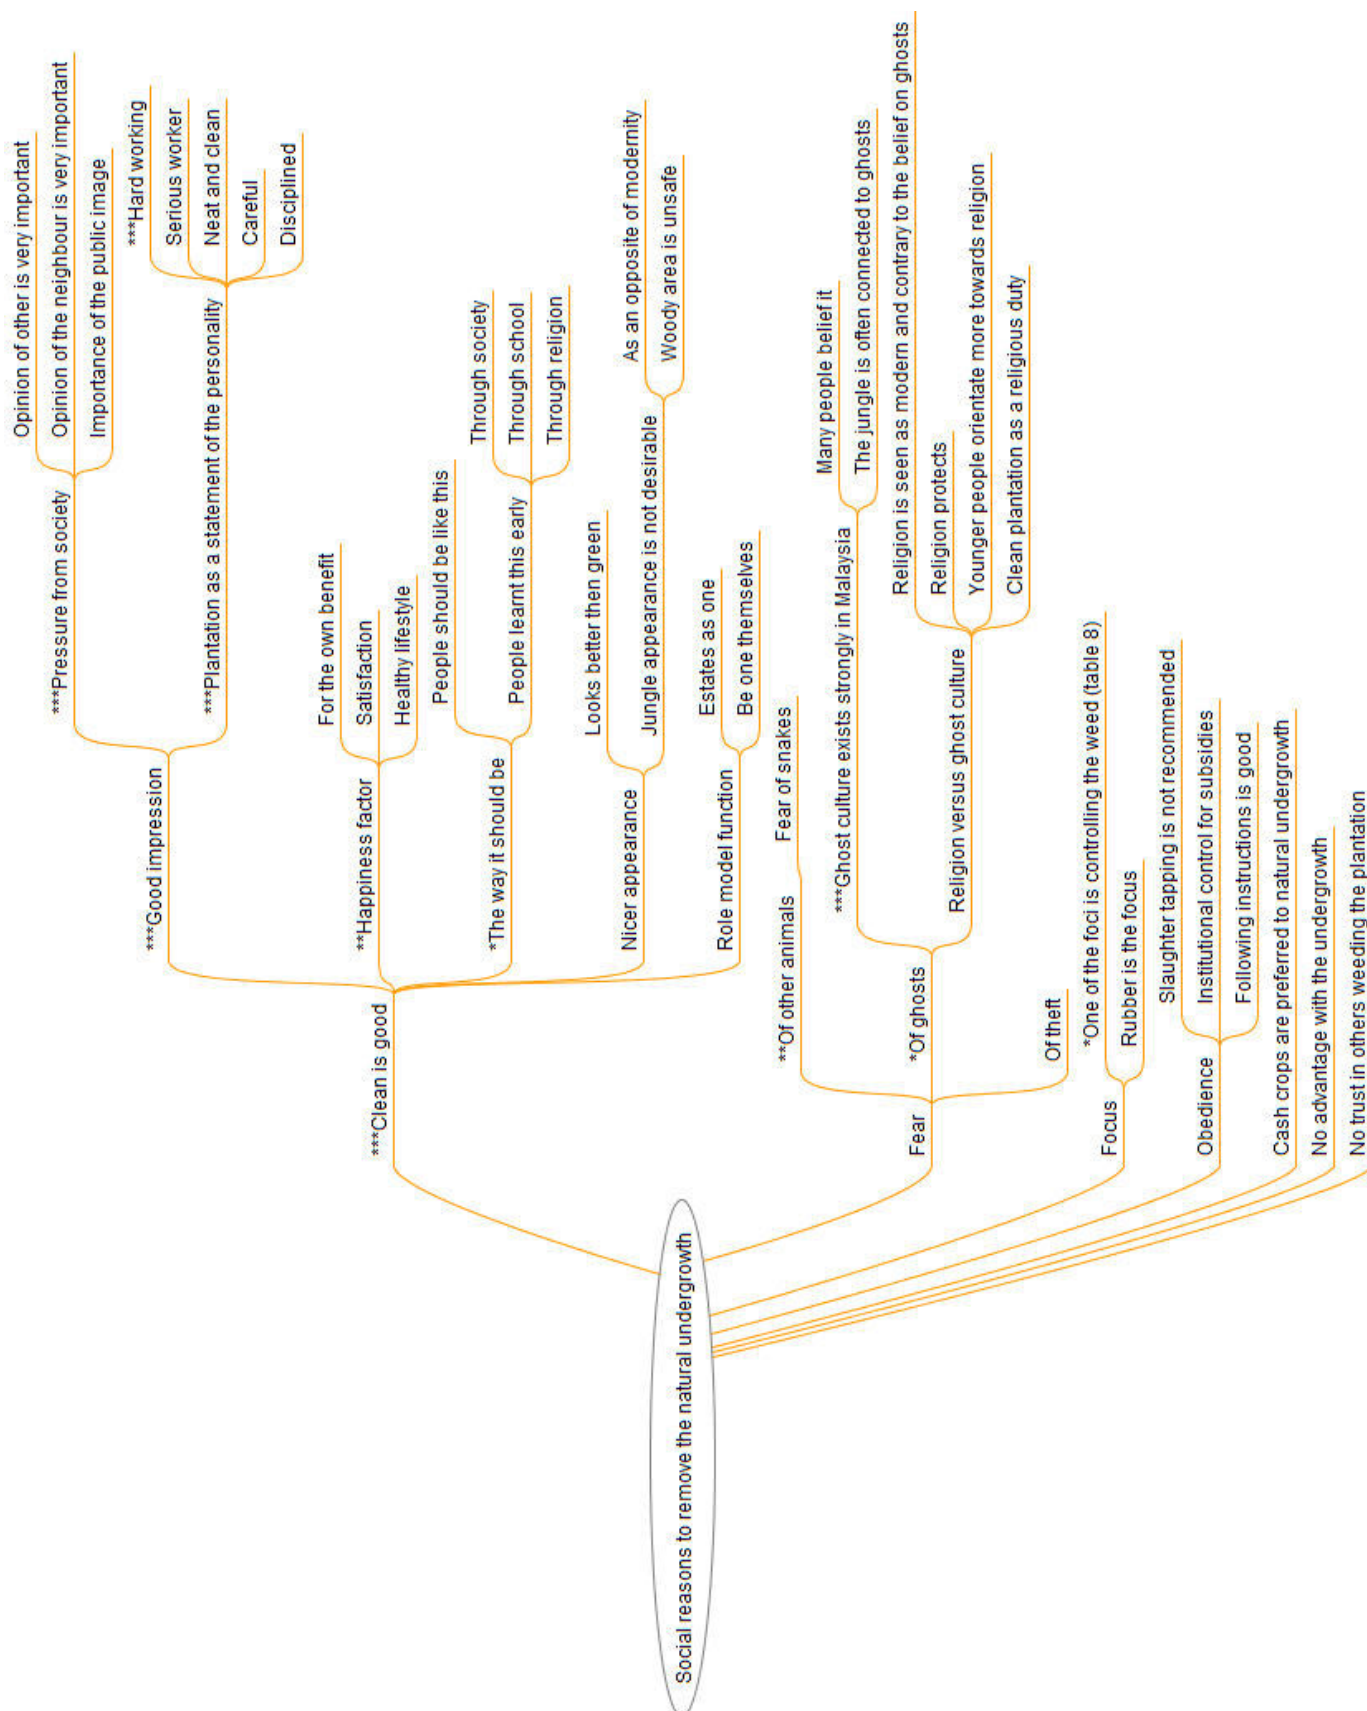 Social reasons to remove the natural undergrowth
***Clean is good
***Good impression
***Pressure from society
Opinion of other is very important
Opinion of the neighbour is very important
Importance of the public image
***Plantation as a statement of the personality
***Hard working
Serious worker
Neat and clean
Careful
Disciplined
**Happiness factor
For the own benefit
Satisfaction
Healthy lifestyle
*The way it should be
People should be like this
People learnt this early
Through society
Through school
Through religion
Nicer appearance
Looks better then green
Jungle appearance is not desirable
As an opposite of modernity
Woody area is unsafe
Role model function
Estates as one
Be one themselves
Fear
**Of other animals
Fear of snakes
*Of ghosts
***Ghost culture exists strongly in Malaysia
Many people belief it
The jungle is often connected to ghosts
Religion versus ghost culture
Religion is seen as modern and contrary to the belief on ghosts
Religion protects
Younger people orientate more towards religion
Clean plantation as a religious duty
Of theft
Focus
*One of the foci is controlling the weed (table 8)
Rubber is the focus
Obedience
Slaughter tapping is not recommended
Institutional control for subsidies
Following instructions is good
Cash crops are preferred to natural undergrowth
No advantage with the undergrowth
No trust in others weeding the plantation